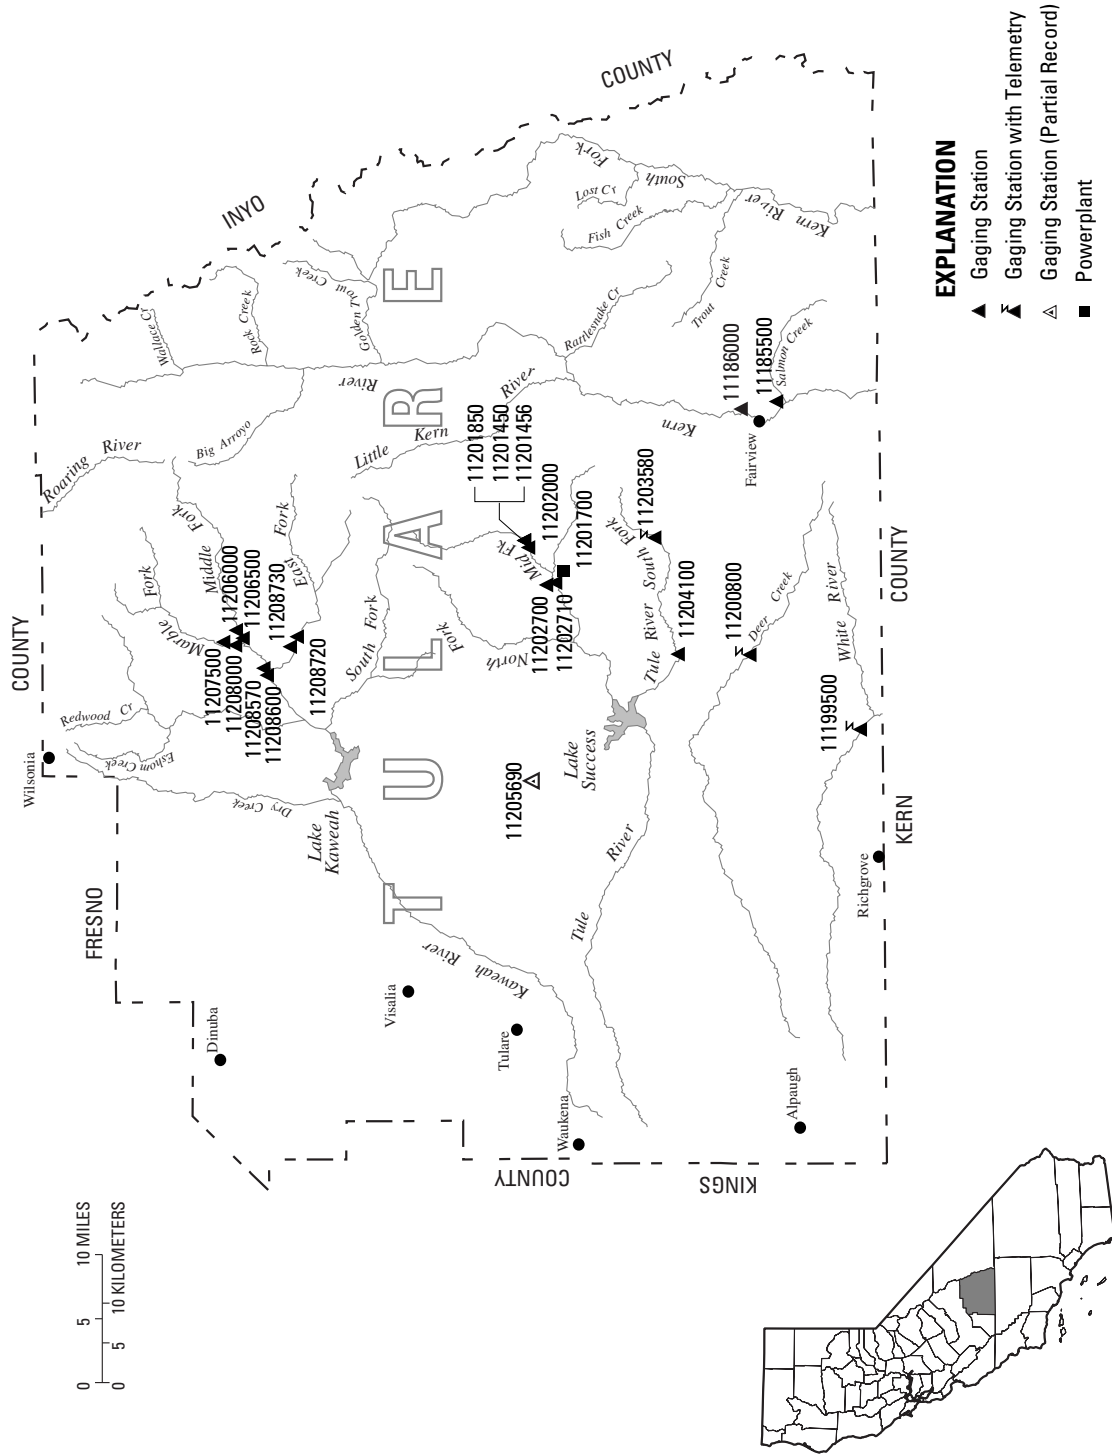 0 5 10 MILES
0 5 10 KILOMETERS
FRESNO
COUNTY
INYO
COUNTY
KINGS
COUNTY
KERN
COUNTY
TULARE
Wilsonia
Dinuba
Visalia
Tulare
Waukena
Alpaugh
Richgrove
Fairview
Redwood Cr
Eshom Creek
Dry Creek
Lake
Kaweah
Kaweah River
Marble Fork
Middle Fork
East Fork
South Fork
North Fork
Mid Fk
Roaring River
Big Arroyo
Wallace Cr
Rock Creek
Golden Trout Creek
Little Kern River
Kern River
Rattlesnake Cr
Trout Creek
Fish Creek
Lost Cr
South Fork
Kern River
Salmon Creek
Lake
Success
Tule River
South Fork
Tule River
Deer Creek
White River
11207500
11208000
11208570
11208600
11206000
11206500
11208730
11208720
11201850
11201450
11201456
11202000
11201700
11202700
11202710
11203580
11204100
11200800
11199500
11205690
11186000
11185500
EXPLANATION
Gaging Station
Gaging Station with Telemetry
Gaging Station (Partial Record)
Powerplant